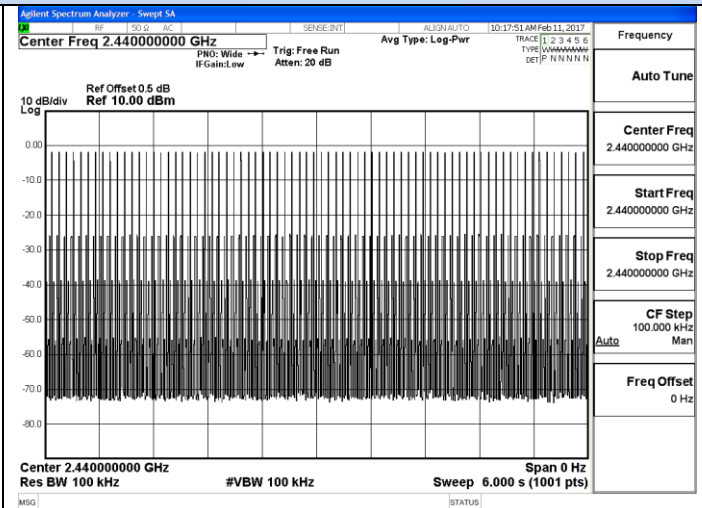 Agilent Spectrum Analyzer - Swept SA
RF 50 Ω AC SENSE:INT ALIGN AUTO 10:17:51 AM Feb 11, 2017
Center Freq 2.440000000 GHz
PNO: Wide
IFGain:Low
Trig: Free Run
Atten: 20 dB
Avg Type: Log-Pwr
TRACE 1 2 3 4 5 6
TYPE
DET P N N N N N
Ref Offset 0.5 dB
10 dB/div Ref 10.00 dBm
Log
0.00
-10.0
-20.0
-30.0
-40.0
-50.0
-60.0
-70.0
-80.0
Center 2.440000000 GHz Span 0 Hz
Res BW 100 kHz #VBW 100 kHz Sweep 6.000 s (1001 pts)
MSG STATUS
Frequency
Auto Tune
Center Freq
2.440000000 GHz
Start Freq
2.440000000 GHz
Stop Freq
2.440000000 GHz
CF Step
100.000 kHz
Auto Man
Freq Offset
0 Hz